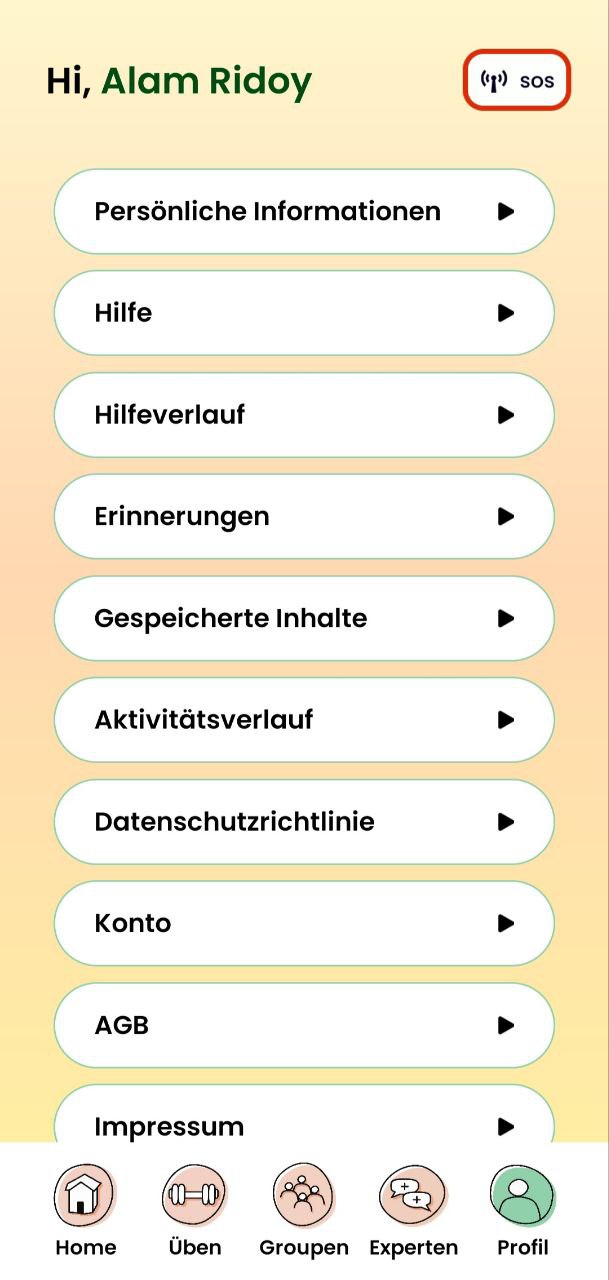 Hi, Alam Ridoy
SOS
Persönliche Informationen
Hilfe
Hilfeverlauf
Erinnerungen
Gespeicherte Inhalte
Aktivitätsverlauf
Datenschutzrichtlinie
Konto
AGB
Impressum
Home
Üben
Groupen
Experten
Profil